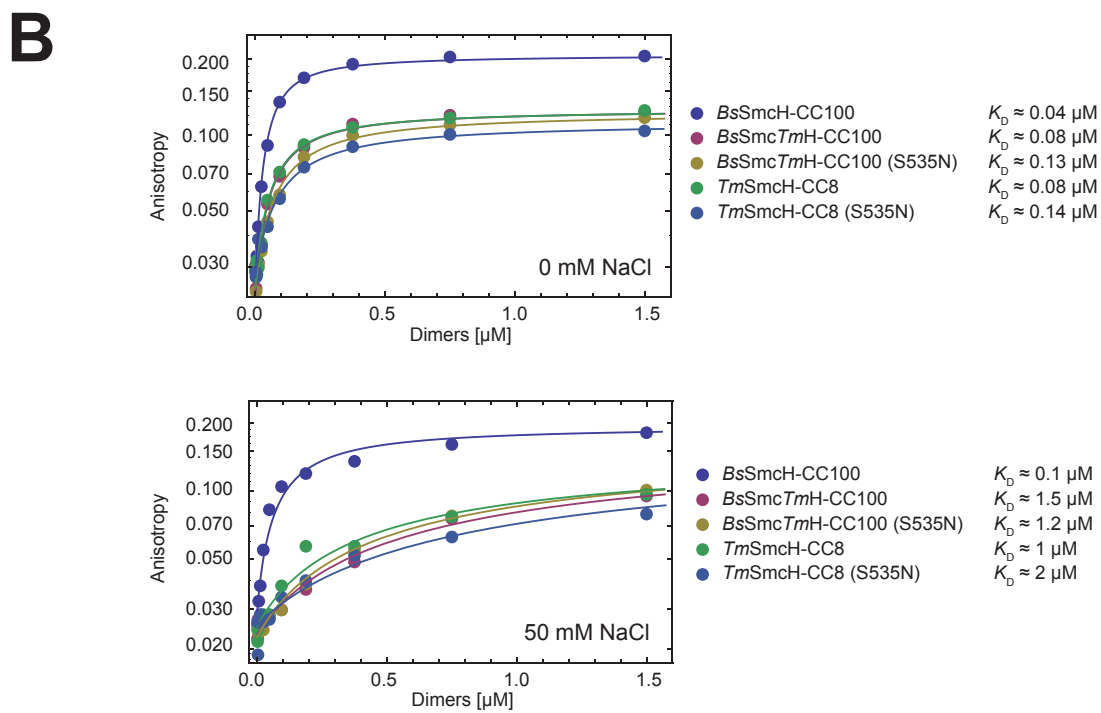 B
0.200
0.150
0.100
0.070
0.050
0.030
Anisotropy
0 mM NaCl
0.0 0.5 1.0 1.5
Dimers [µM]
BsSmcH-CC100 KD ≈ 0.04 µM
BsSmcTmH-CC100 KD ≈ 0.08 µM
BsSmcTmH-CC100 (S535N) KD ≈ 0.13 µM
TmSmcH-CC8 KD ≈ 0.08 µM
TmSmcH-CC8 (S535N) KD ≈ 0.14 µM
0.200
0.150
0.100
0.070
0.050
0.030
0.020
Anisotropy
50 mM NaCl
0.0 0.5 1.0 1.5
Dimers [µM]
BsSmcH-CC100 KD ≈ 0.1 µM
BsSmcTmH-CC100 KD ≈ 1.5 µM
BsSmcTmH-CC100 (S535N) KD ≈ 1.2 µM
TmSmcH-CC8 KD ≈ 1 µM
TmSmcH-CC8 (S535N) KD ≈ 2 µM